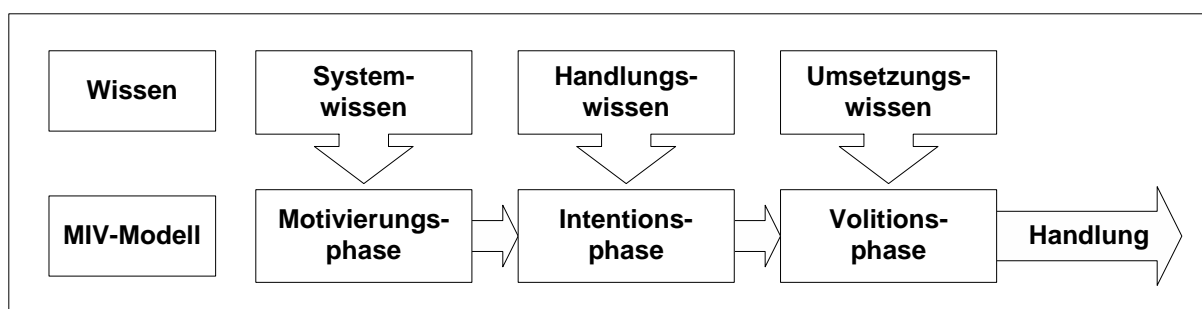 Wissen
System-
wissen
Handlungs-
wissen
Umsetzungs-
wissen
MIV-Modell
Motivierungs-
phase
Intentions-
phase
Volitions-
phase
Handlung